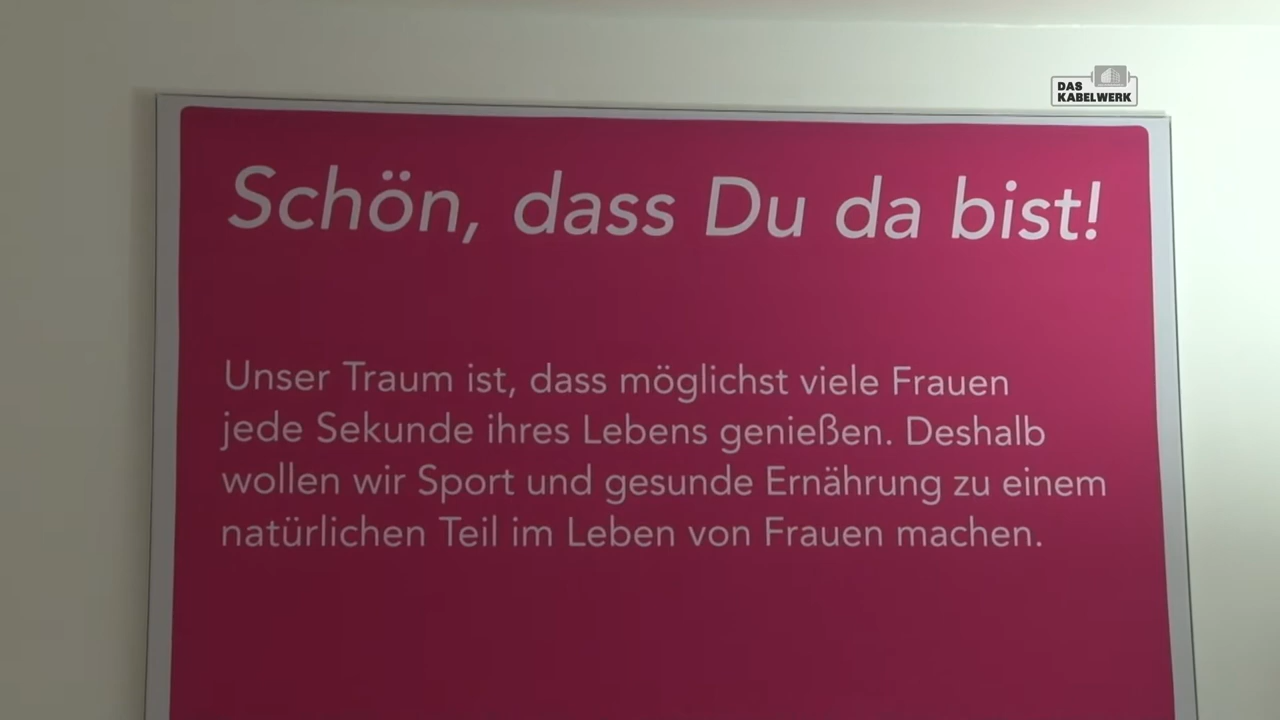 DAS
KABELWERK
Schön, dass Du da bist!
Unser Traum ist, dass möglichst viele Frauen
jede Sekunde ihres Lebens genießen. Deshalb
wollen wir Sport und gesunde Ernährung zu einem
natürlichen Teil im Leben von Frauen machen.